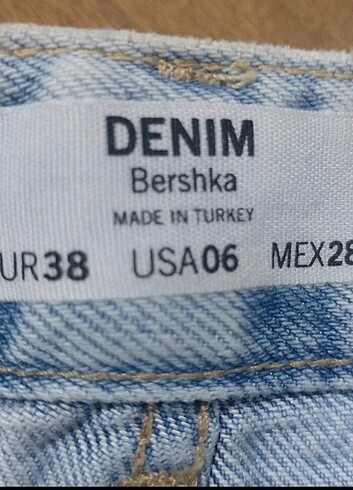 DENIM
Bershka
MADE IN TURKEY
UR38 USA06 MEX28